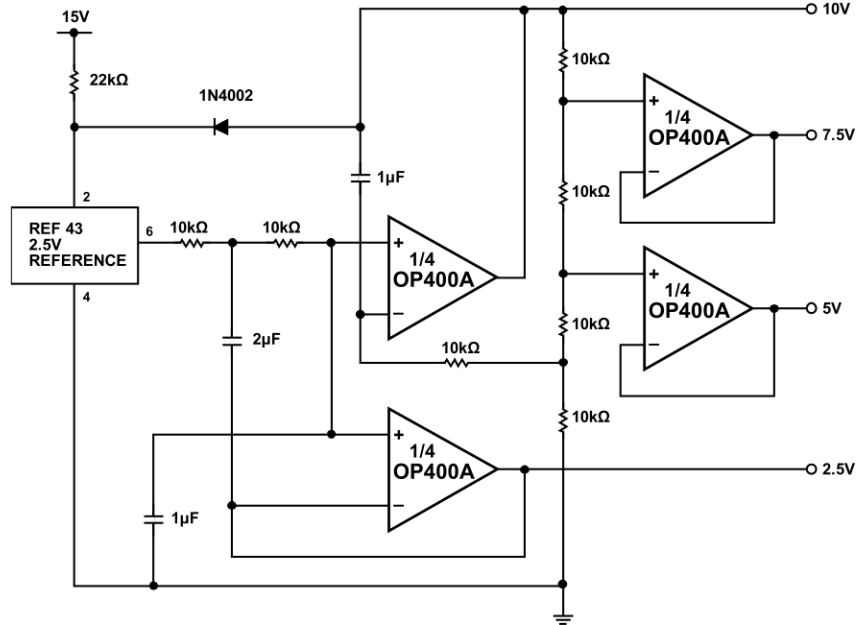 15V
10V
22kΩ
1N4002
10kΩ
1/4
OP400A
+
−
7.5V
1µF
10kΩ
2
REF 43
2.5V
REFERENCE
6
10kΩ
10kΩ
+
1/4
OP400A
−
+
1/4
OP400A
−
5V
4
2µF
10kΩ
10kΩ
10kΩ
+
1/4
OP400A
−
2.5V
1µF